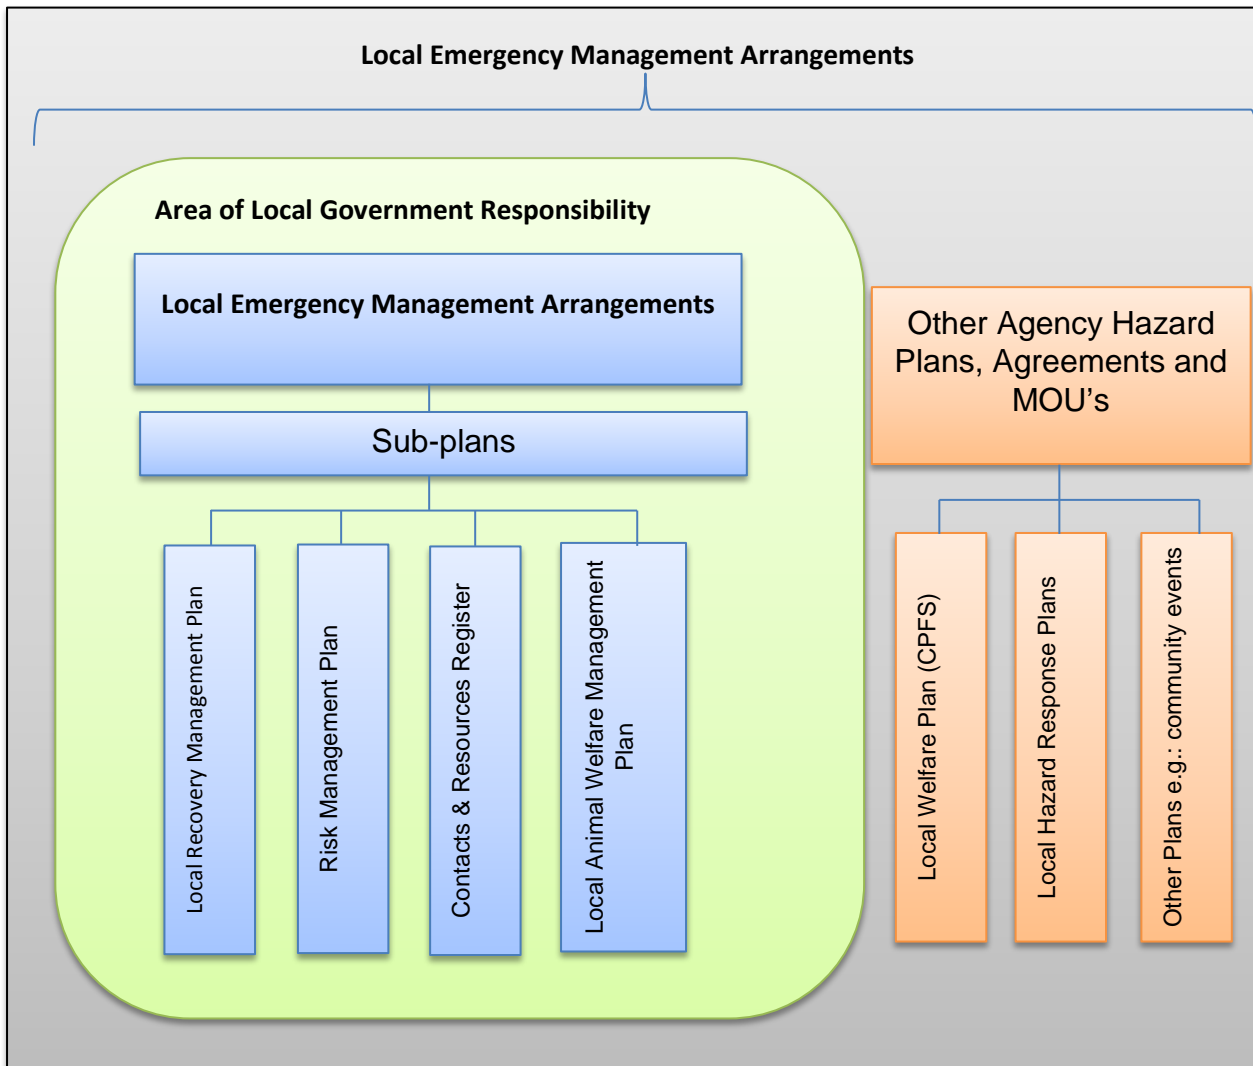 Local Emergency Management Arrangements
Area of Local Government Responsibility
Local Emergency Management Arrangements
Sub-plans
Local Recovery Management Plan
Risk Management Plan
Contacts & Resources Register
Local Animal Welfare Management
Plan
Other Agency Hazard
Plans, Agreements and
MOU’s
Local Welfare Plan (CPFS)
Local Hazard Response Plans
Other Plans e.g.: community events